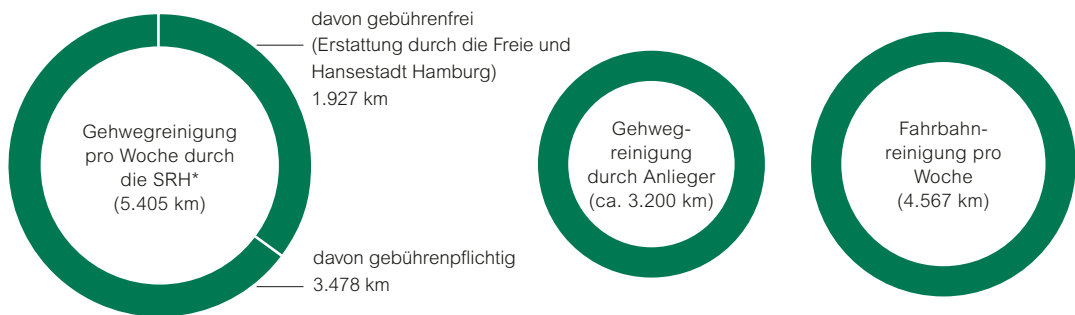 davon gebührenfrei
(Erstattung durch die Freie und
Hansestadt Hamburg)
1.927 km
Gehwegreinigung
pro Woche durch
die SRH*
(5.405 km)
davon gebührenpflichtig
3.478 km
Gehweg-
reinigung
durch Anlieger
(ca. 3.200 km)
Fahrbahn-
reinigung pro
Woche
(4.567 km)